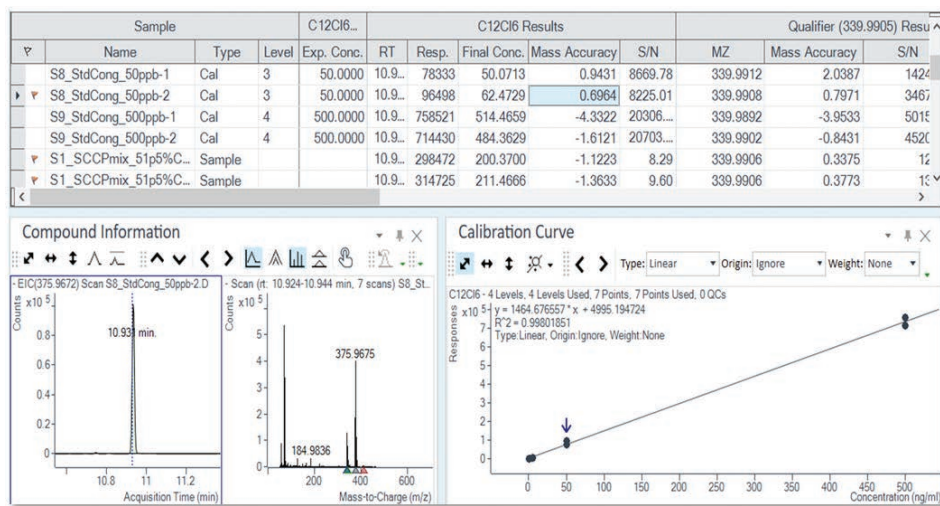 Sample C12Cl6... C12Cl6 Results Qualifier (339.9905) Resu
Name Type Level Exp. Conc. RT Resp. Final Conc. Mass Accuracy S/N MZ Mass Accuracy S/N
S8_StdCong_50ppb-1 Cal 3 50.0000 10.9... 78333 50.0713 0.9431 8669.78 339.9912 2.0387 1424
S8_StdCong_50ppb-2 Cal 3 50.0000 10.9... 96498 62.4729 0.6964 8225.01 339.9908 0.7971 3467
S9_StdCong_500ppb-1 Cal 4 500.0000 10.9... 758521 514.4659 -4.3322 20306.... 339.9892 -3.9533 5015
S9_StdCong_500ppb-2 Cal 4 500.0000 10.9... 714430 484.3629 -1.6121 20703.... 339.9902 -0.8431 4520
S1_SCCPmix_51p5%C... Sample 10.9... 298472 200.3700 -1.1223 8.29 339.9906 0.3375 12
S1_SCCPmix_51p5%C... Sample 10.9... 314725 211.4666 -1.3633 9.60 339.9906 0.3773 13
Compound Information
- EIC(375.9672) Scan S8_StdCong_50ppb-2.D
Counts
x10 5
10.931 min.
1
0.8
0.6
0.4
0.2
0
10.8 11 11.2
Acquisition Time (min)
- Scan (rt: 10.924-10.944 min, 7 scans) S8_St...
Counts
x10 5
375.9675
184.9836
5
4
3
2
1
0
200 400 600
Mass-to-Charge (m/z)
Calibration Curve
Type: Linear Origin: Ignore Weight: None
C12Cl6 - 4 Levels, 4 Levels Used, 7 Points, 7 Points Used, 0 QCs
Responses
x10 5
y = 1464.676557 * x + 4995.194724
R^2 = 0.99801851
Type:Linear, Origin:Ignore, Weight:None
8
7
6
5
4
3
2
1
0
0 50 100 150 200 250 300 350 400 450 500
Concentration (ng/ml)